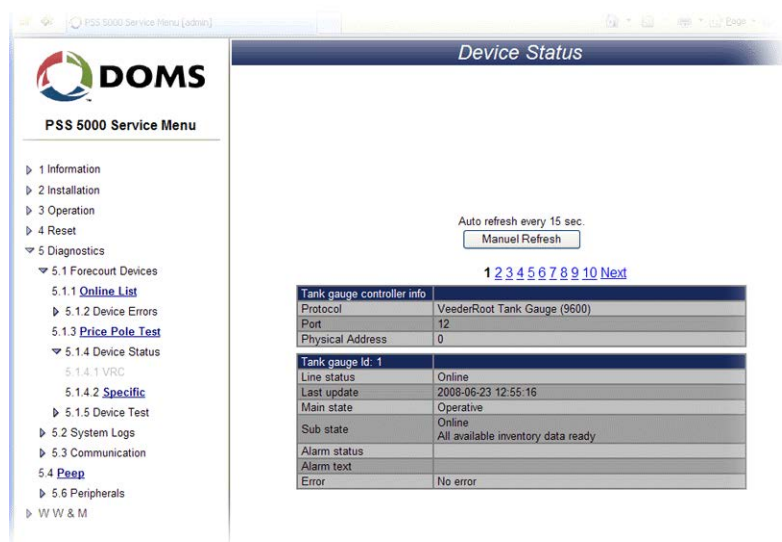 PSS 5000 Service Menu [admin]
Page
DOMS
PSS 5000 Service Menu
1 Information
2 Installation
3 Operation
4 Reset
5 Diagnostics
5.1 Forecourt Devices
5.1.1 Online List
5.1.2 Device Errors
5.1.3 Price Pole Test
5.1.4 Device Status
5.1.4.1 VRC
5.1.4.2 Specific
5.1.5 Device Test
5.2 System Logs
5.3 Communication
5.4 Peep
5.6 Peripherals
W W & M
Device Status
Auto refresh every 15 sec.
Manuel Refresh
1 2 3 4 5 6 7 8 9 10 Next
Tank gauge controller info
Protocol VeederRoot Tank Gauge (9600)
Port 12
Physical Address 0
Tank gauge Id: 1
Line status Online
Last update 2008-06-23 12:55:16
Main state Operative
Sub state Online
All available inventory data ready
Alarm status
Alarm text
Error No error